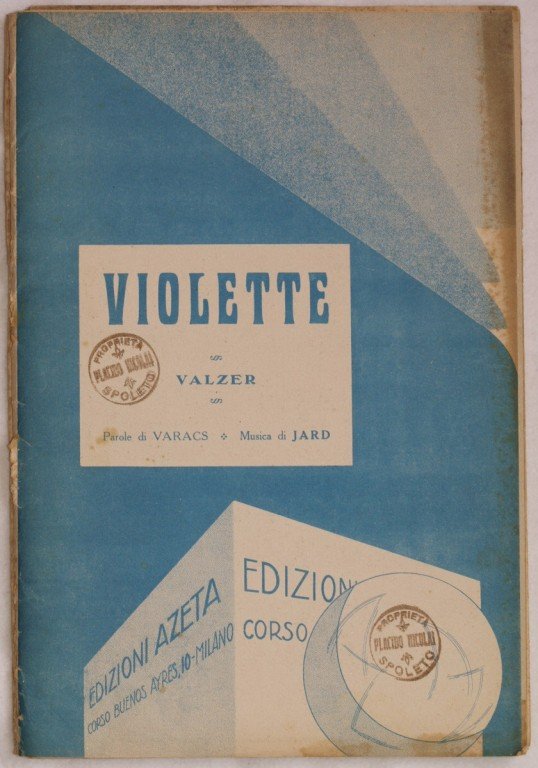 VIOLETTE
VALZER
Parole di VARACS ÷ Musica di JARD
PROPRIETÀ
PLACIDO NICOLAI
SPOLETO
EDIZIONI AZETA
CORSO BUENOS AYRES, 10-MILANO
EDIZIONI
CORSO
PROPRIETÀ
PLACIDO NICOLAI
SPOLETO